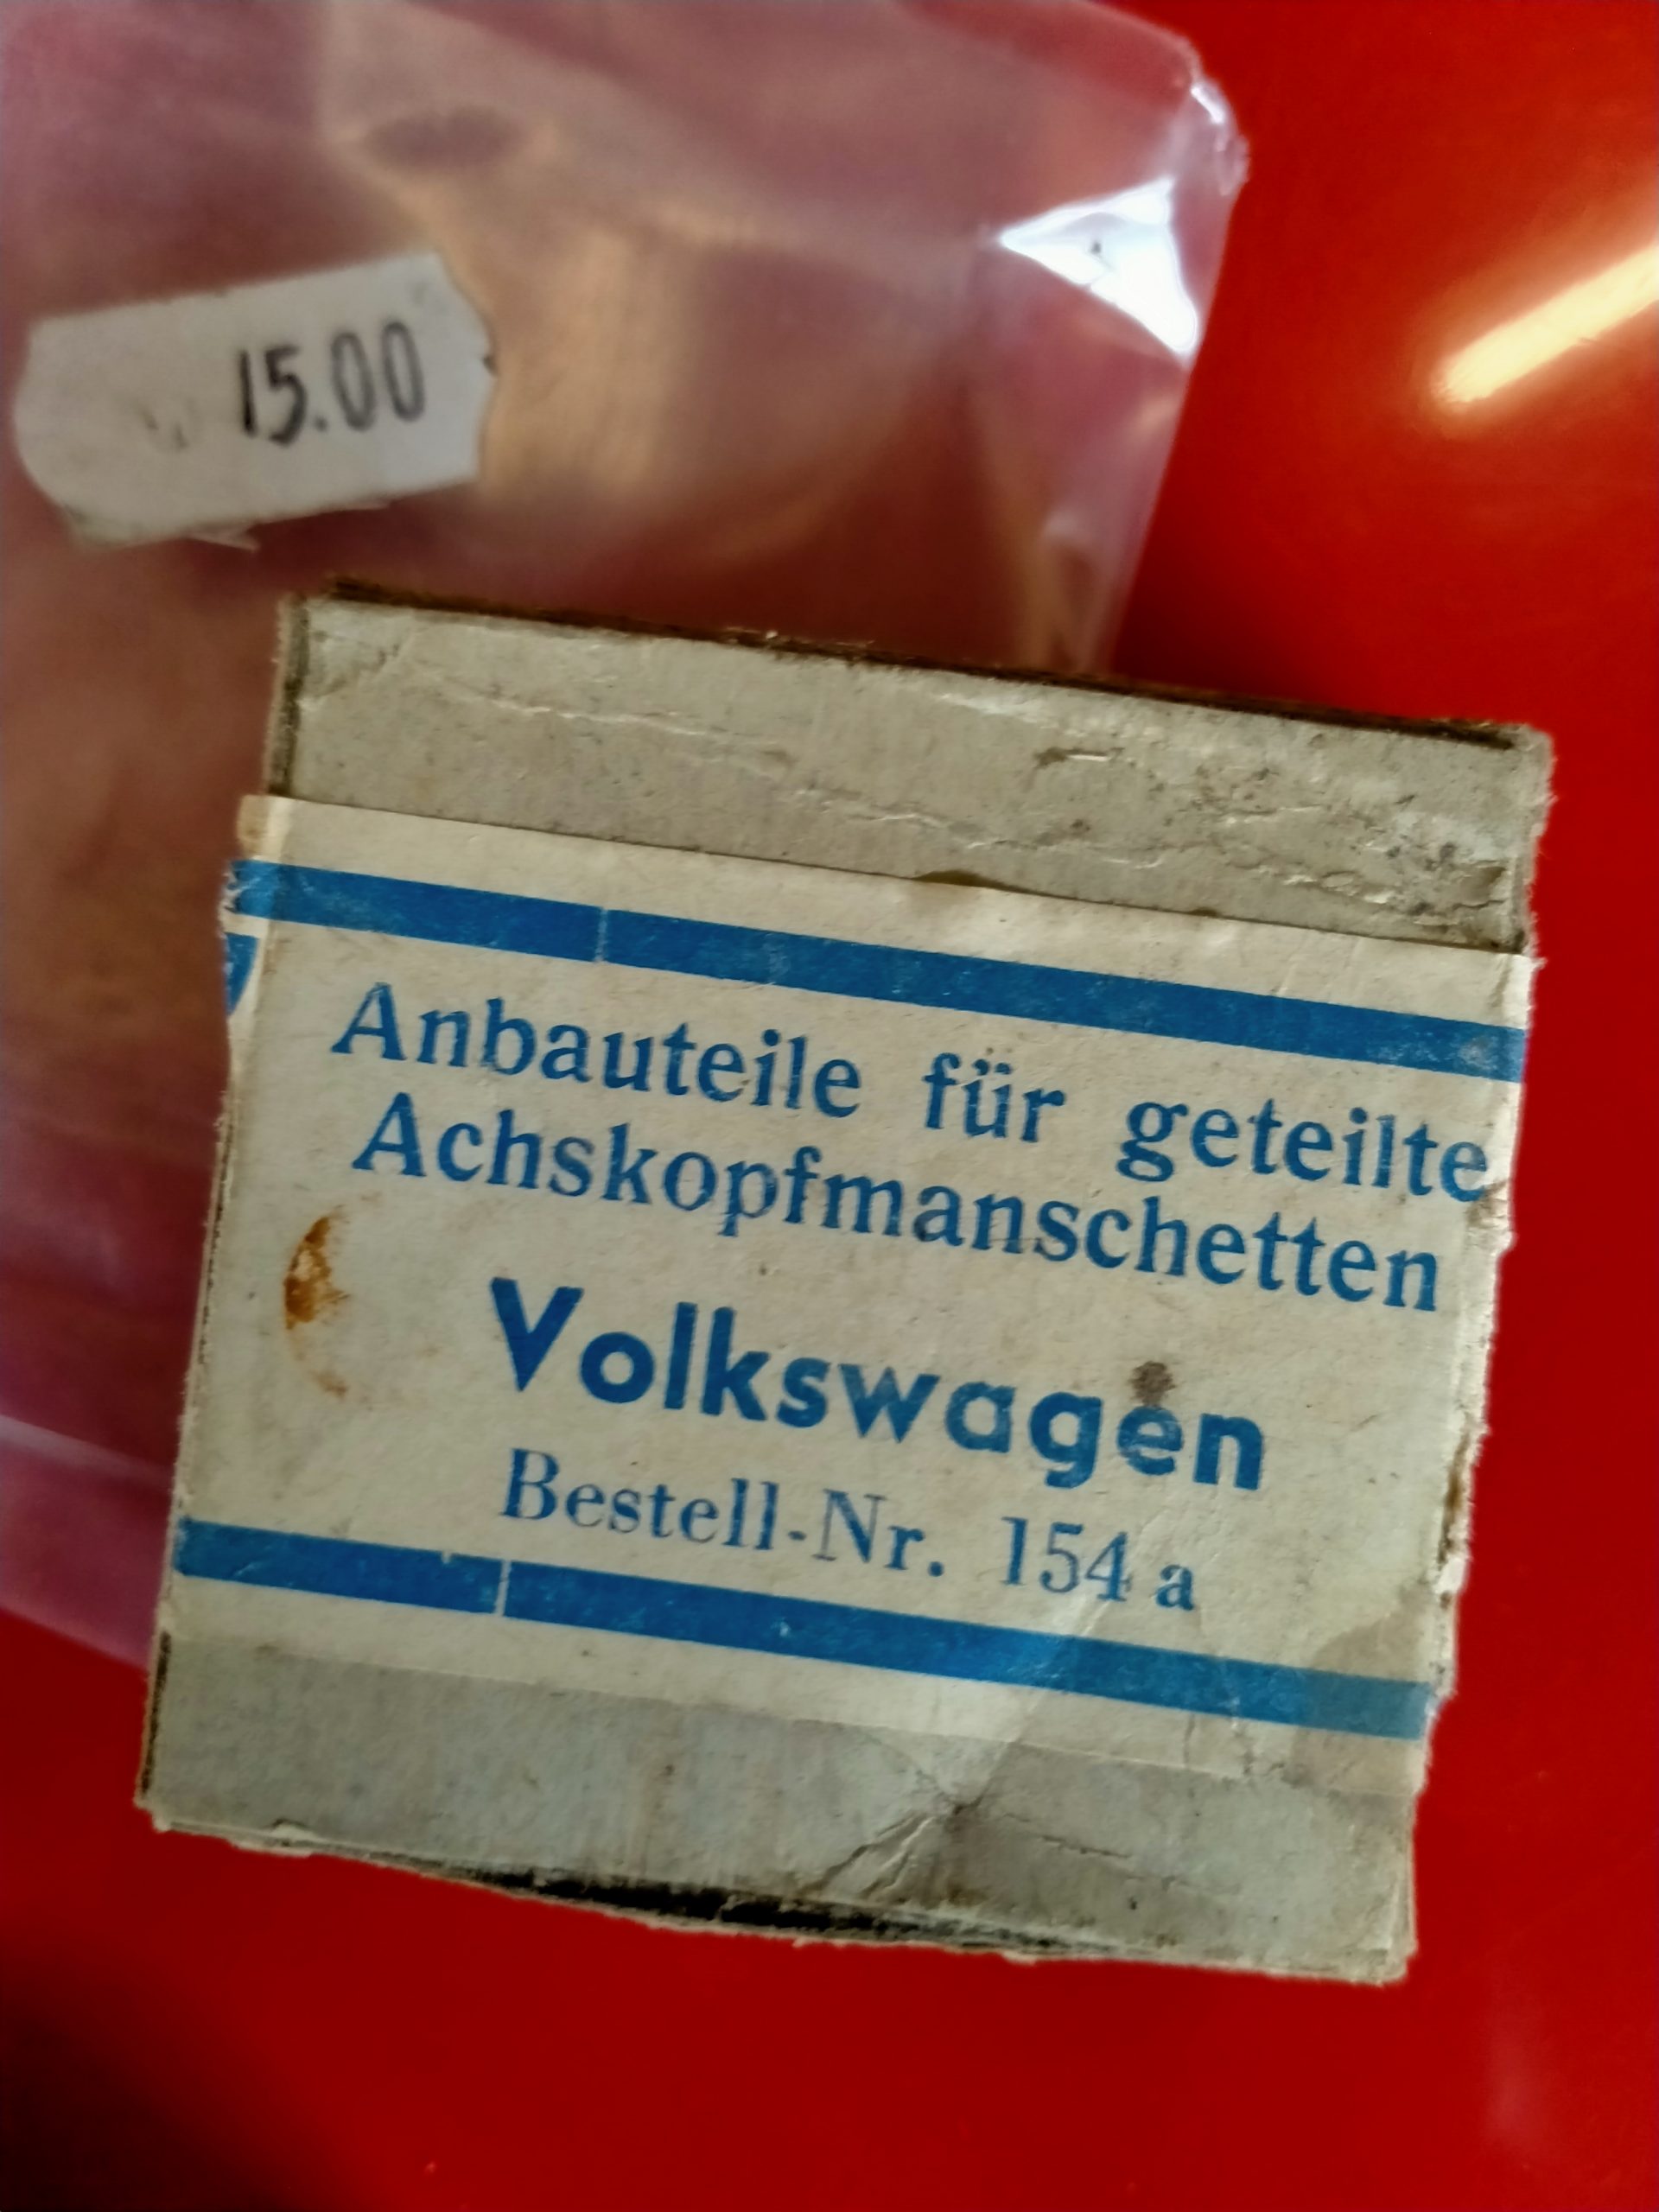 15.00
Anbauteile für geteilte
Achskopfmanschetten
Volkswagen
Bestell-Nr. 154 a